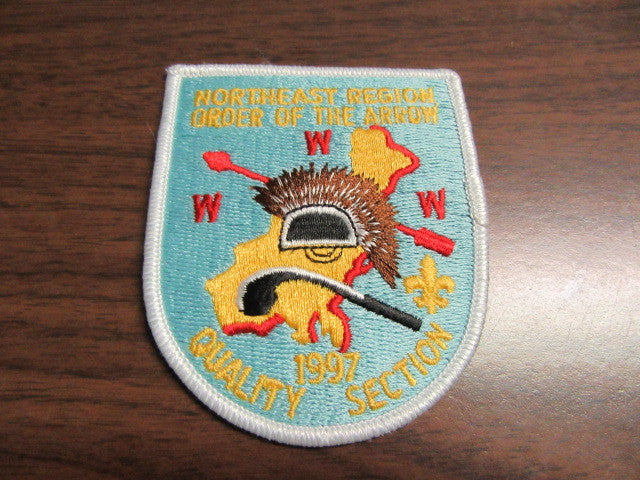 NORTHEAST REGION
ORDER OF THE ARROW
W
W
W
1997
QUALITY SECTION